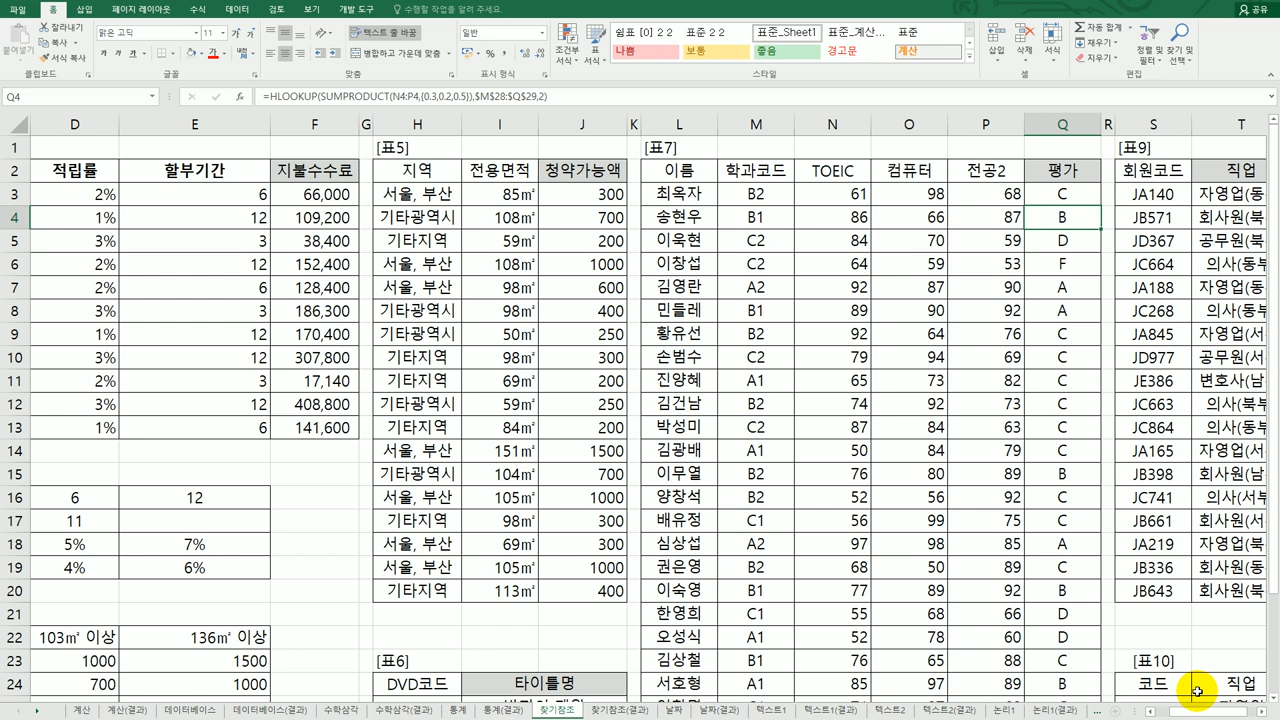 파일 홈 삽입 페이지 레이아웃 수식 데이터 검토 보기 개발 도구 수행할 작업을 알려 주세요. 공유
붙여넣기 잘라내기 복사 서식 복사 클립보드
맑은 고딕 11 가 가 글꼴
텍스트 줄 바꿈 병합하고 가운데 맞춤 맞춤
일반 % 표시 형식
조건부 서식 표 서식 쉼표 [0] 2 2 표준 2 2 표준_Sheet1 표준_계산... 표준
나쁨 보통 좋음 경고문 계산 스타일
삽입 삭제 서식 셀
자동 합계 채우기 지우기 정렬 및 필터 찾기 및 선택 편집
Q4 fx =HLOOKUP(SUMPRODUCT(N4:P4,{0.3,0.2,0.5}),$M$28:$Q$29,2)
D E F G H I J K L M N O P Q R S T
1 [표5] [표7] [표9]
2 적립률 할부기간 지불수수료 지역 전용면적 청약가능액 이름 학과코드 TOEIC 컴퓨터 전공2 평가 회원코드 직업
3 2% 6 66,000 서울, 부산 85㎡ 300 최옥자 B2 61 98 68 C JA140 자영업(동
4 1% 12 109,200 기타광역시 108㎡ 700 송현우 B1 86 66 87 B JB571 회사원(북
5 3% 3 38,400 기타지역 59㎡ 200 이욱현 C2 84 70 59 D JD367 공무원(북
6 2% 12 152,400 서울, 부산 108㎡ 1000 이창섭 C2 64 59 53 F JC664 의사(동부
7 2% 6 128,400 서울, 부산 98㎡ 600 김영란 A2 92 87 90 A JA188 자영업(동
8 3% 3 186,300 기타광역시 98㎡ 400 민들레 B1 89 90 92 A JC268 의사(동부
9 1% 12 170,400 기타광역시 50㎡ 250 황유선 B2 92 64 76 C JA845 자영업(서
10 3% 12 307,800 기타지역 98㎡ 300 손범수 C2 79 94 69 C JD977 공무원(서
11 2% 3 17,140 기타지역 69㎡ 200 진양혜 A1 65 73 82 C JE386 변호사(남
12 3% 12 408,800 기타광역시 59㎡ 250 김건남 B2 74 92 73 C JC663 의사(북부
13 1% 6 141,600 기타지역 84㎡ 200 박성미 C2 87 84 63 C JC864 의사(동부
14 서울, 부산 151㎡ 1500 김광배 A1 50 84 79 C JA165 자영업(서
15 기타광역시 104㎡ 700 이무열 B2 76 80 89 B JB398 회사원(남
16 6 12 서울, 부산 105㎡ 1000 양창석 B2 52 56 92 C JC741 의사(서부
17 11 기타지역 98㎡ 300 배유정 C1 56 99 75 C JB661 회사원(서
18 5% 7% 서울, 부산 69㎡ 300 심상섭 A2 97 98 85 A JA219 자영업(북
19 4% 6% 서울, 부산 105㎡ 1000 권은영 B2 68 50 89 C JB336 회사원(동
20 기타지역 113㎡ 400 이숙영 B1 77 89 92 B JB643 회사원(북
21 한영희 C1 55 68 66 D
22 103㎡ 이상 136㎡ 이상 오성식 A1 52 78 60 D
23 1000 1500 [표6] 김상철 B1 76 65 88 C [표10]
24 700 1000 DVD코드 타이틀명 서호형 A1 85 97 89 B 코드 직업
계산 계산(결과) 데이터베이스 데이터베이스(결과) 수학삼각 수학삼각(결과) 통계 통계(결과) 찾기참조 찾기참조(결과) 날짜 날짜(결과) 텍스트1 텍스트1(결과) 텍스트2 텍스트2(결과) 논리1 논리1(결과) ...